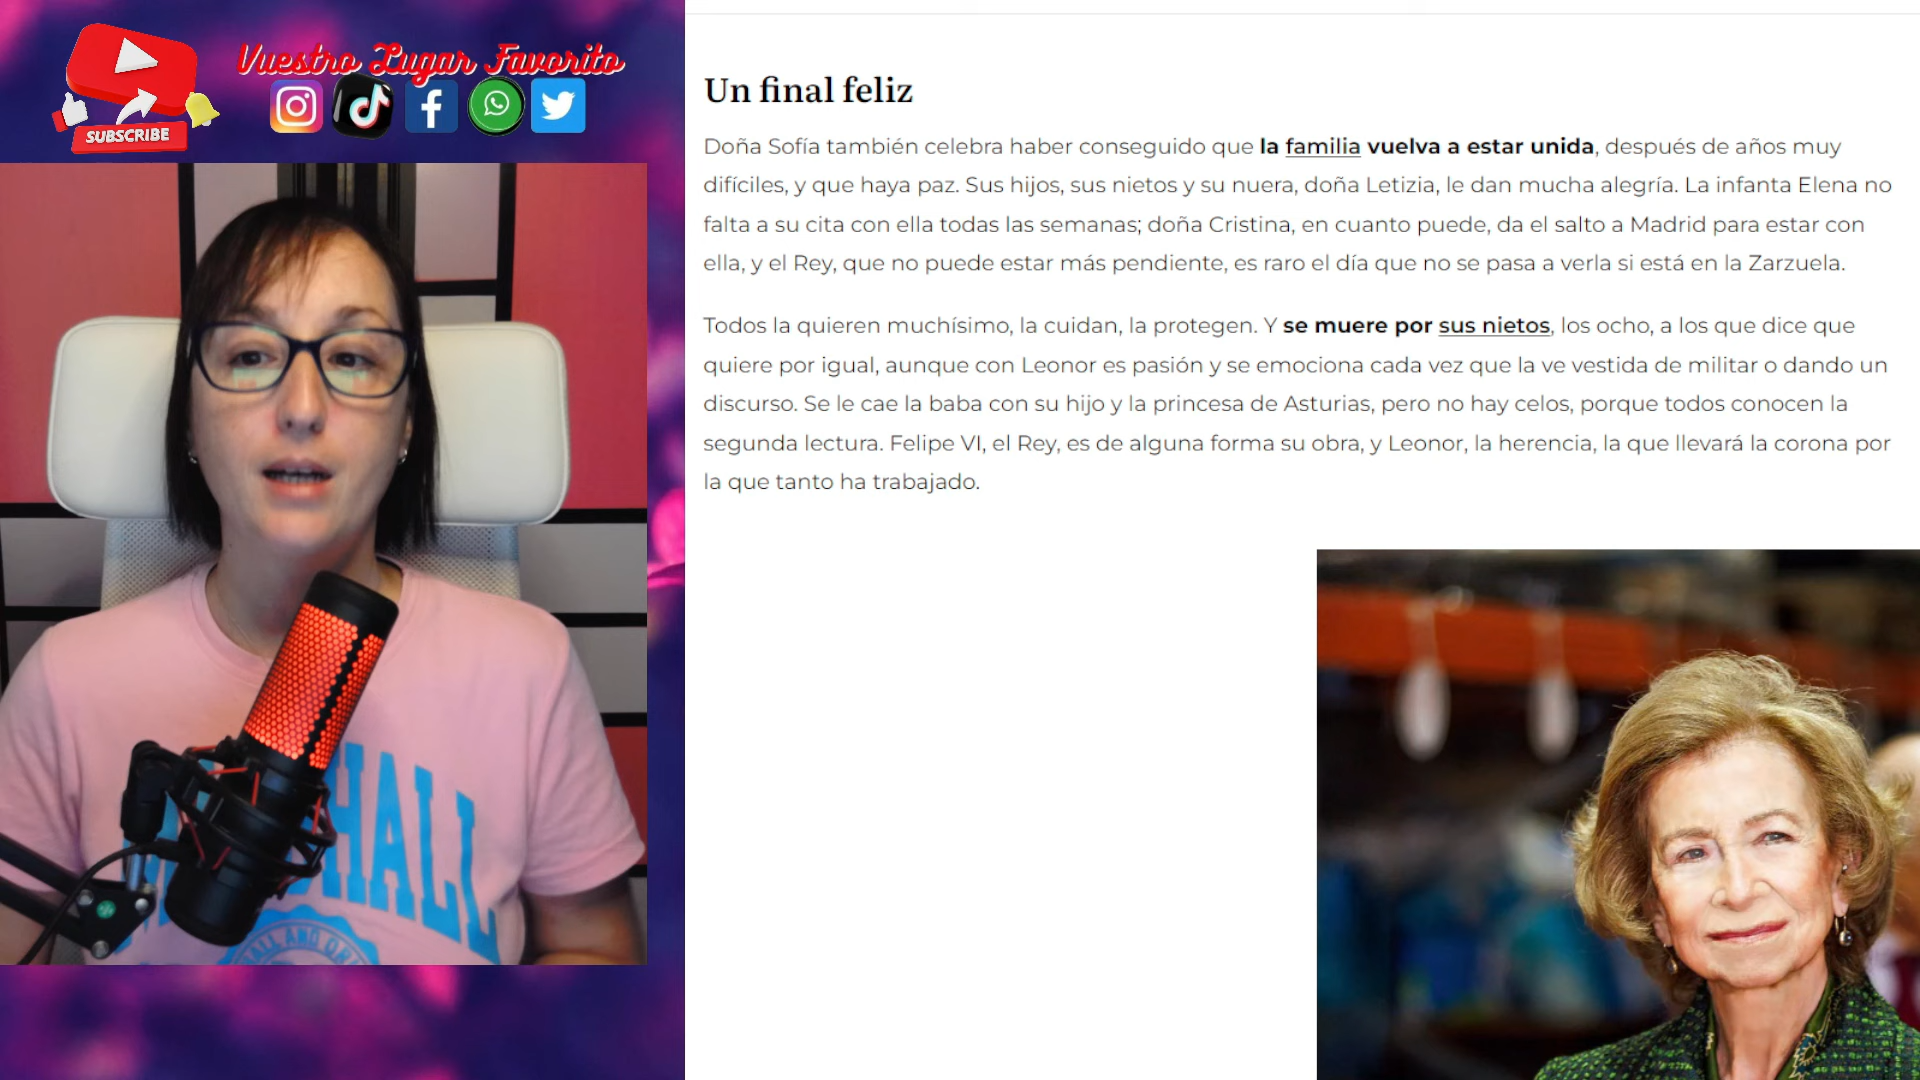 Vuestro Lugar Favorito
SUBSCRIBE
Un final feliz
Doña Sofía también celebra haber conseguido que la familia vuelva a estar unida, después de años muy
difíciles, y que haya paz. Sus hijos, sus nietos y su nuera, doña Letizia, le dan mucha alegría. La infanta Elena no
falta a su cita con ella todas las semanas; doña Cristina, en cuanto puede, da el salto a Madrid para estar con
ella, y el Rey, que no puede estar más pendiente, es raro el día que no se pasa a verla si está en la Zarzuela.
Todos la quieren muchísimo, la cuidan, la protegen. Y se muere por sus nietos, los ocho, a los que dice que
quiere por igual, aunque con Leonor es pasión y se emociona cada vez que la ve vestida de militar o dando un
discurso. Se le cae la baba con su hijo y la princesa de Asturias, pero no hay celos, porque todos conocen la
segunda lectura. Felipe VI, el Rey, es de alguna forma su obra, y Leonor, la herencia, la que llevará la corona por
la que tanto ha trabajado.